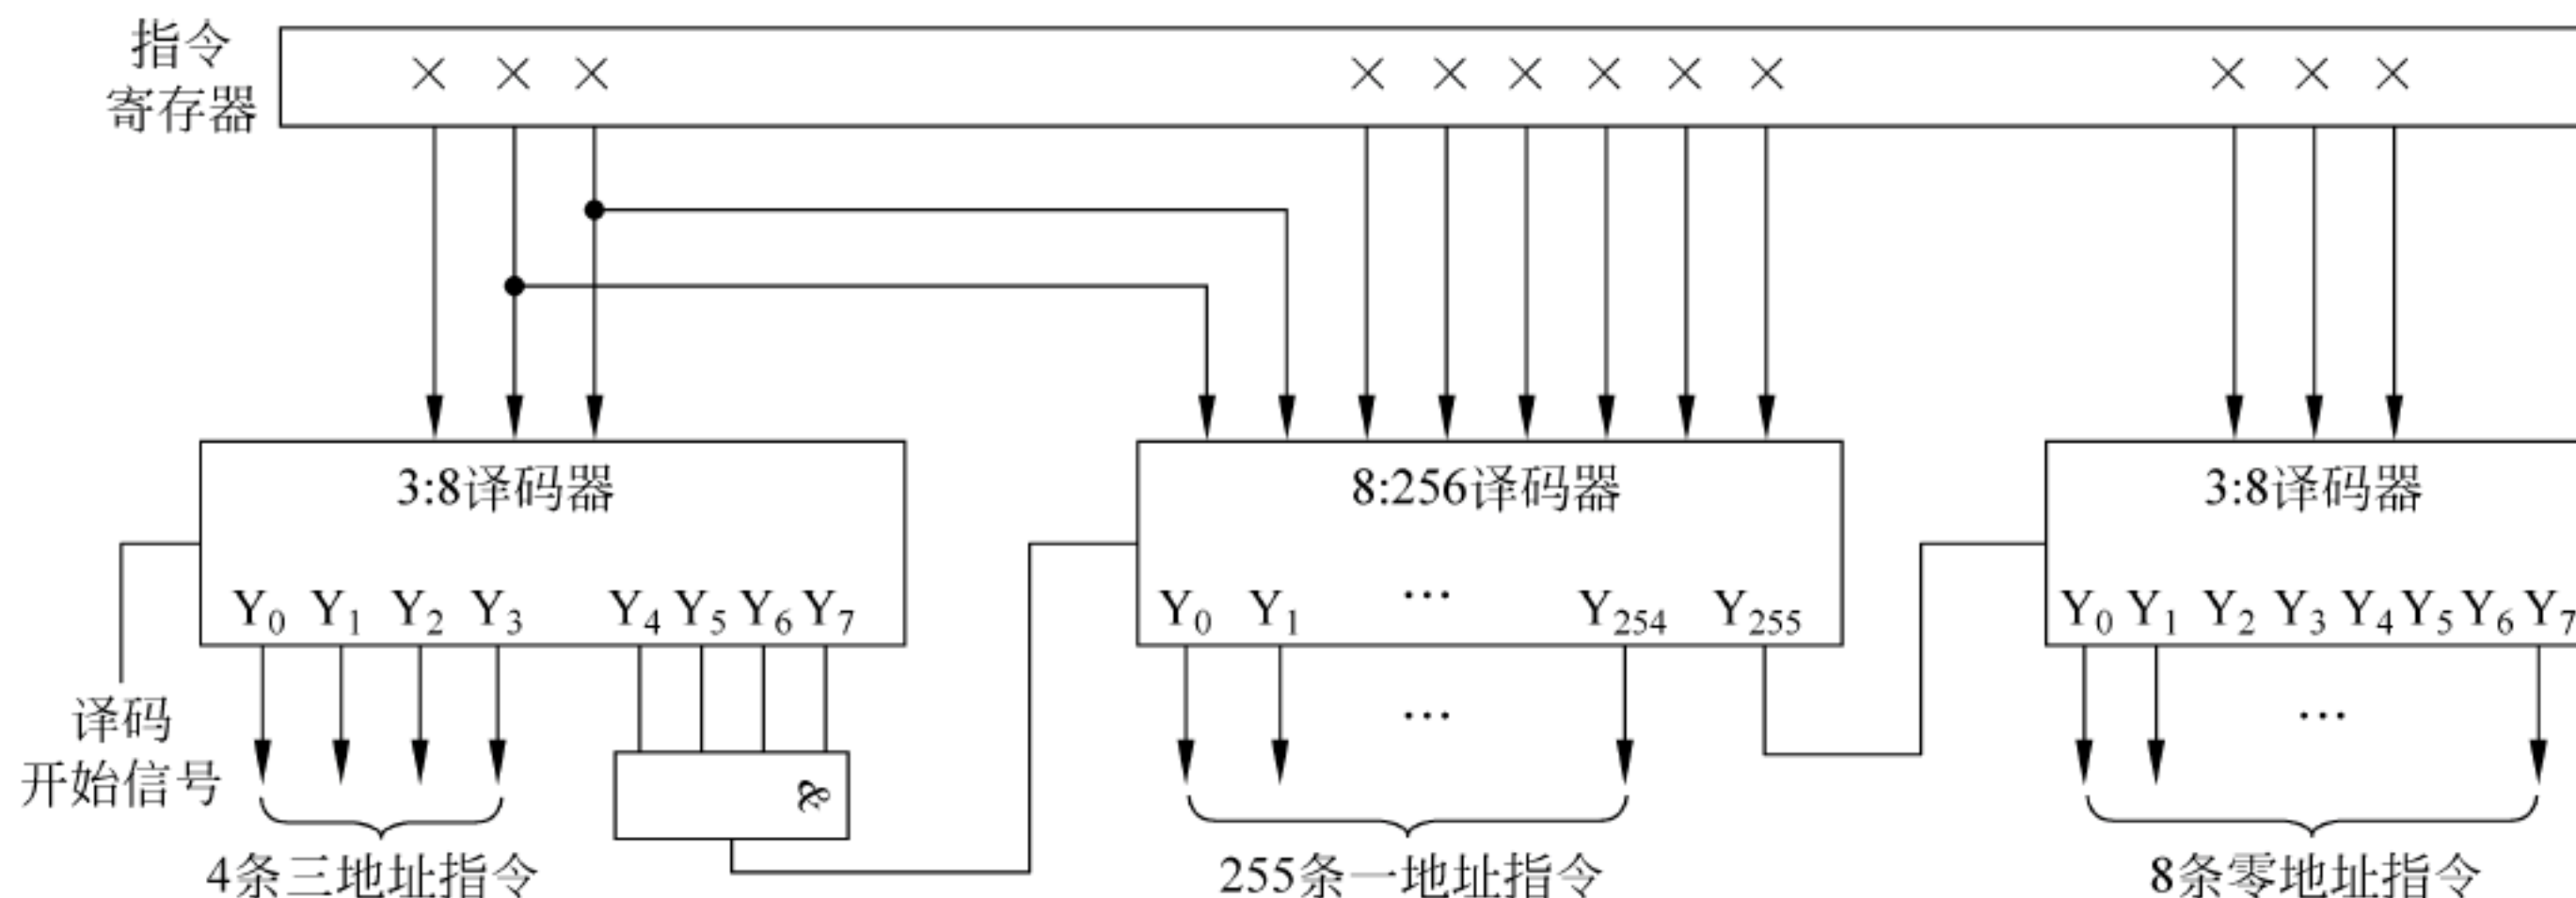 指令
寄存器
× × × × × × × × × × × ×
3:8译码器
8:256译码器
3:8译码器
Y₀ Y₁ Y₂ Y₃ Y₄ Y₅ Y₆ Y₇
Y₀ Y₁ … Y₂₅₄ Y₂₅₅
Y₀ Y₁ Y₂ Y₃ Y₄ Y₅ Y₆ Y₇
译码
开始信号
&
…
…
4条三地址指令
255条一地址指令
8条零地址指令